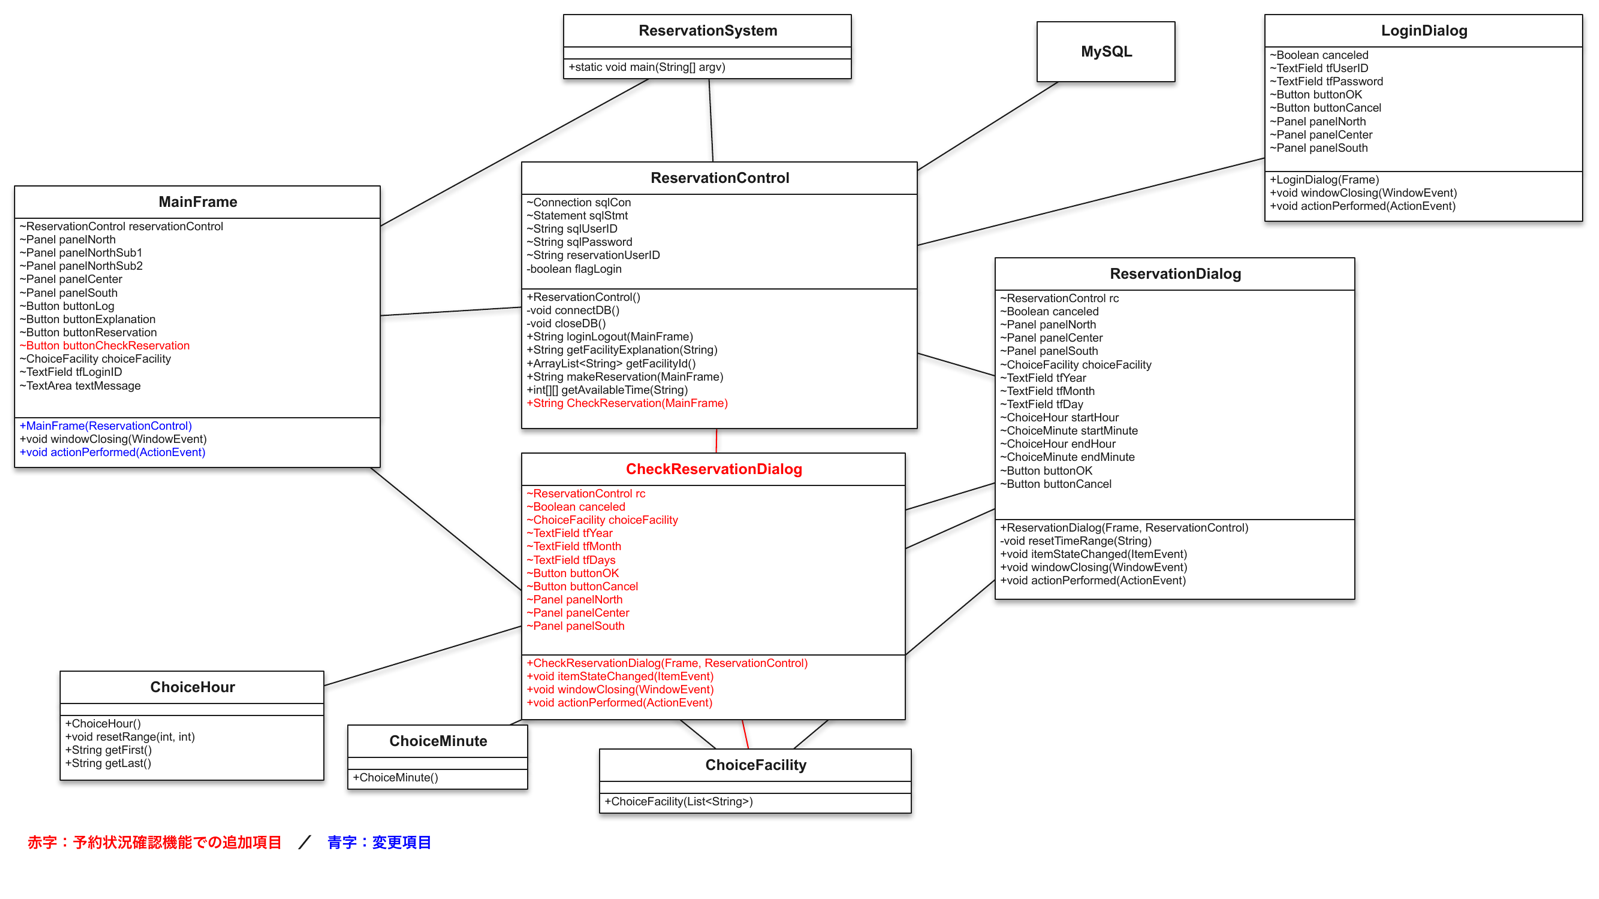 ReservationSystem
+static void main(String[] argv)
MySQL
LoginDialog
~Boolean canceled
~TextField tfUserID
~TextField tfPassword
~Button buttonOK
~Button buttonCancel
~Panel panelNorth
~Panel panelCenter
~Panel panelSouth
+LoginDialog(Frame)
+void windowClosing(WindowEvent)
+void actionPerformed(ActionEvent)
MainFrame
~ReservationControl reservationControl
~Panel panelNorth
~Panel panelNorthSub1
~Panel panelNorthSub2
~Panel panelCenter
~Panel panelSouth
~Button buttonLog
~Button buttonExplanation
~Button buttonReservation
~Button buttonCheckReservation
~ChoiceFacility choiceFacility
~TextField tfLoginID
~TextArea textMessage
+MainFrame(ReservationControl)
+void windowClosing(WindowEvent)
+void actionPerformed(ActionEvent)
ReservationControl
~Connection sqlCon
~Statement sqlStmt
~String sqlUserID
~String sqlPassword
~String reservationUserID
-boolean flagLogin
+ReservationControl()
-void connectDB()
-void closeDB()
+String loginLogout(MainFrame)
+String getFacilityExplanation(String)
+ArrayList<String> getFacilityId()
+String makeReservation(MainFrame)
+int[][] getAvailableTime(String)
+String CheckReservation(MainFrame)
ReservationDialog
~ReservationControl rc
~Boolean canceled
~Panel panelNorth
~Panel panelCenter
~Panel panelSouth
~ChoiceFacility choiceFacility
~TextField tfYear
~TextField tfMonth
~TextField tfDay
~ChoiceHour startHour
~ChoiceMinute startMinute
~ChoiceHour endHour
~ChoiceMinute endMinute
~Button buttonOK
~Button buttonCancel
+ReservationDialog(Frame, ReservationControl)
-void resetTimeRange(String)
+void itemStateChanged(ItemEvent)
+void windowClosing(WindowEvent)
+void actionPerformed(ActionEvent)
CheckReservationDialog
~ReservationControl rc
~Boolean canceled
~ChoiceFacility choiceFacility
~TextField tfYear
~TextField tfMonth
~TextField tfDays
~Button buttonOK
~Button buttonCancel
~Panel panelNorth
~Panel panelCenter
~Panel panelSouth
+CheckReservationDialog(Frame, ReservationControl)
+void itemStateChanged(ItemEvent)
+void windowClosing(WindowEvent)
+void actionPerformed(ActionEvent)
ChoiceHour
+ChoiceHour()
+void resetRange(int, int)
+String getFirst()
+String getLast()
ChoiceMinute
+ChoiceMinute()
ChoiceFacility
+ChoiceFacility(List<String>)
赤字：予約状況確認機能での追加項目 ／ 青字：変更項目